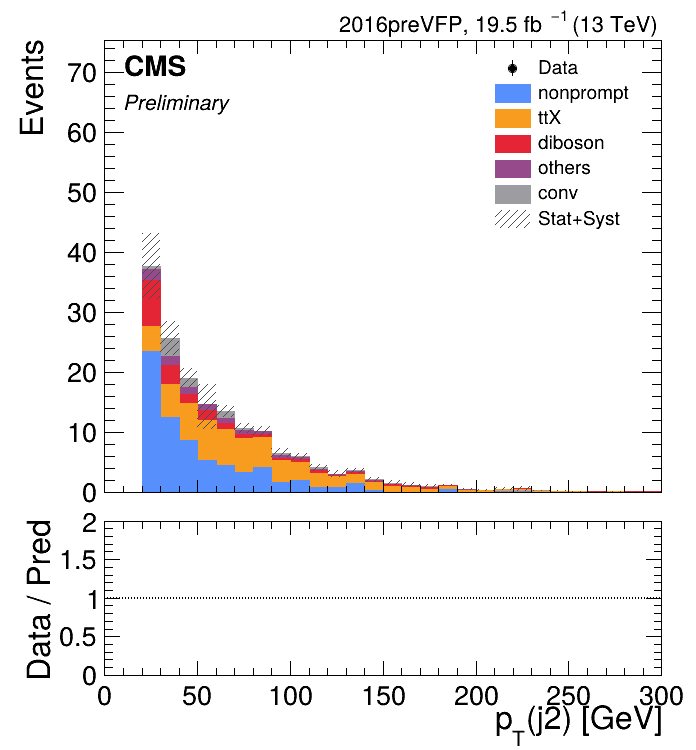 2016preVFP, 19.5 fb⁻¹ (13 TeV)
CMS
Preliminary
Data
nonprompt
ttX
diboson
others
conv
Stat+Syst
Events
70
60
50
40
30
20
10
0
Data / Pred
2
1.5
1
0.5
0
0 50 100 150 200 250 300
p_T(j2) [GeV]